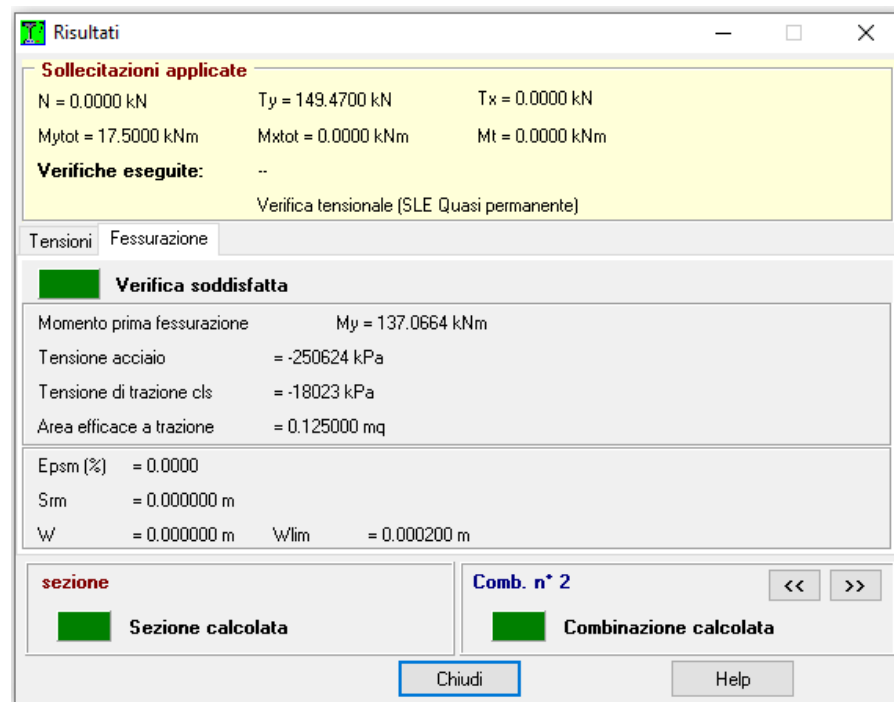 Risultati
Sollecitazioni applicate
N = 0.0000 kN Ty = 149.4700 kN Tx = 0.0000 kN
Mytot = 17.5000 kNm Mxtot = 0.0000 kNm Mt = 0.0000 kNm
Verifiche eseguite: --
Verifica tensionale (SLE Quasi permanente)
Tensioni Fessurazione
Verifica soddisfatta
Momento prima fessurazione My = 137.0664 kNm
Tensione acciaio = -250624 kPa
Tensione di trazione cls = -18023 kPa
Area efficace a trazione = 0.125000 mq
Epsm (%) = 0.0000
Srm = 0.000000 m
W = 0.000000 m Wlim = 0.000200 m
sezione
Sezione calcolata
Comb. n° 2 << >>
Combinazione calcolata
Chiudi Help